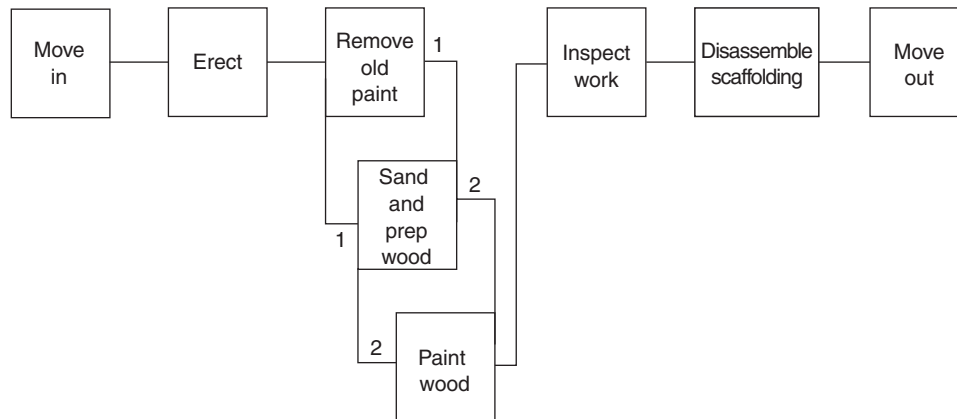 Move
in
Erect
Remove
old
paint
1
Sand
and
prep
wood
1
2
Paint
wood
2
Inspect
work
Disassemble
scaffolding
Move
out